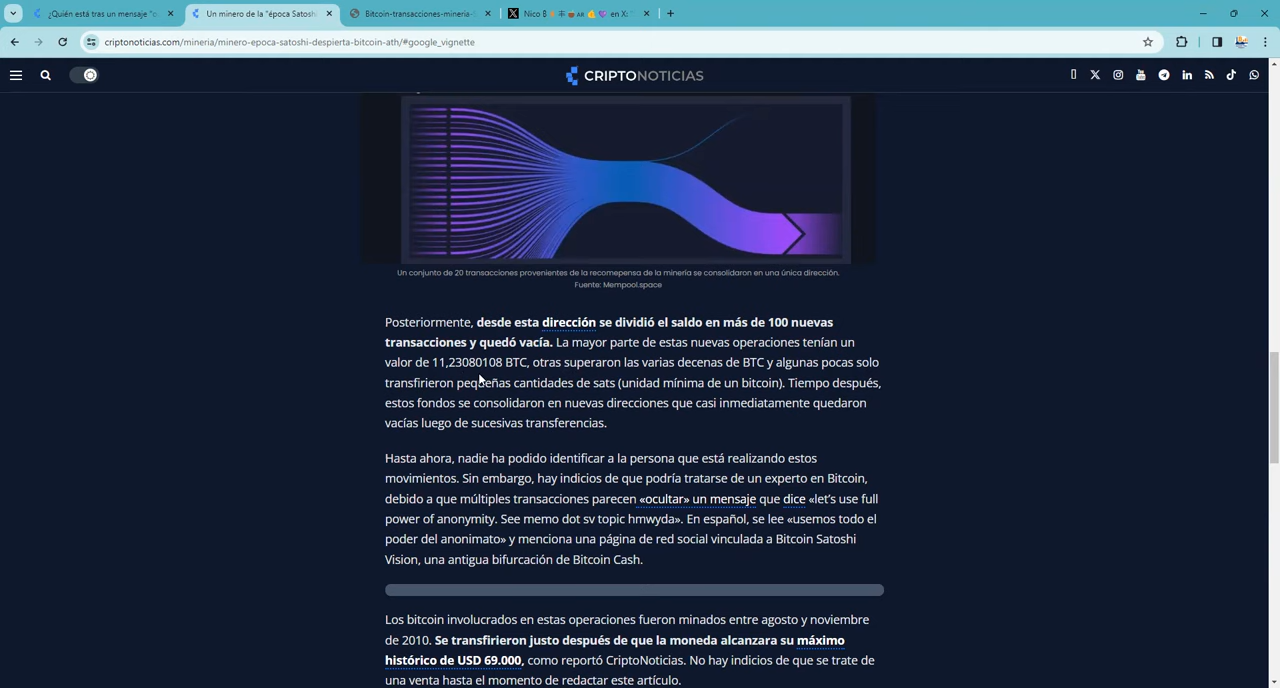 ¿Quién está tras un mensaje "o
Un minero de la "época Satoshi
Bitcoin-transacciones-mineria-
en X:
criptonoticias.com/mineria/minero-epoca-satoshi-despierta-bitcoin-ath/#google_vignette
CRIPTONOTICIAS
Un conjunto de 20 transacciones provenientes de la recomepensa de la minería se consolidaron en una única dirección.
Fuente: Mempool.space
Posteriormente, desde esta dirección se dividió el saldo en más de 100 nuevas
transacciones y quedó vacía. La mayor parte de estas nuevas operaciones tenían un
valor de 11,23080108 BTC, otras superaron las varias decenas de BTC y algunas pocas solo
transfirieron pequeñas cantidades de sats (unidad mínima de un bitcoin). Tiempo después,
estos fondos se consolidaron en nuevas direcciones que casi inmediatamente quedaron
vacías luego de sucesivas transferencias.
Hasta ahora, nadie ha podido identificar a la persona que está realizando estos
movimientos. Sin embargo, hay indicios de que podría tratarse de un experto en Bitcoin,
debido a que múltiples transacciones parecen «ocultar» un mensaje que dice «let's use full
power of anonymity. See memo dot sv topic hmwyda». En español, se lee «usemos todo el
poder del anonimato» y menciona una página de red social vinculada a Bitcoin Satoshi
Vision, una antigua bifurcación de Bitcoin Cash.
Los bitcoin involucrados en estas operaciones fueron minados entre agosto y noviembre
de 2010. Se transfirieron justo después de que la moneda alcanzara su máximo
histórico de USD 69.000, como reportó CriptoNoticias. No hay indicios de que se trate de
una venta hasta el momento de redactar este artículo.